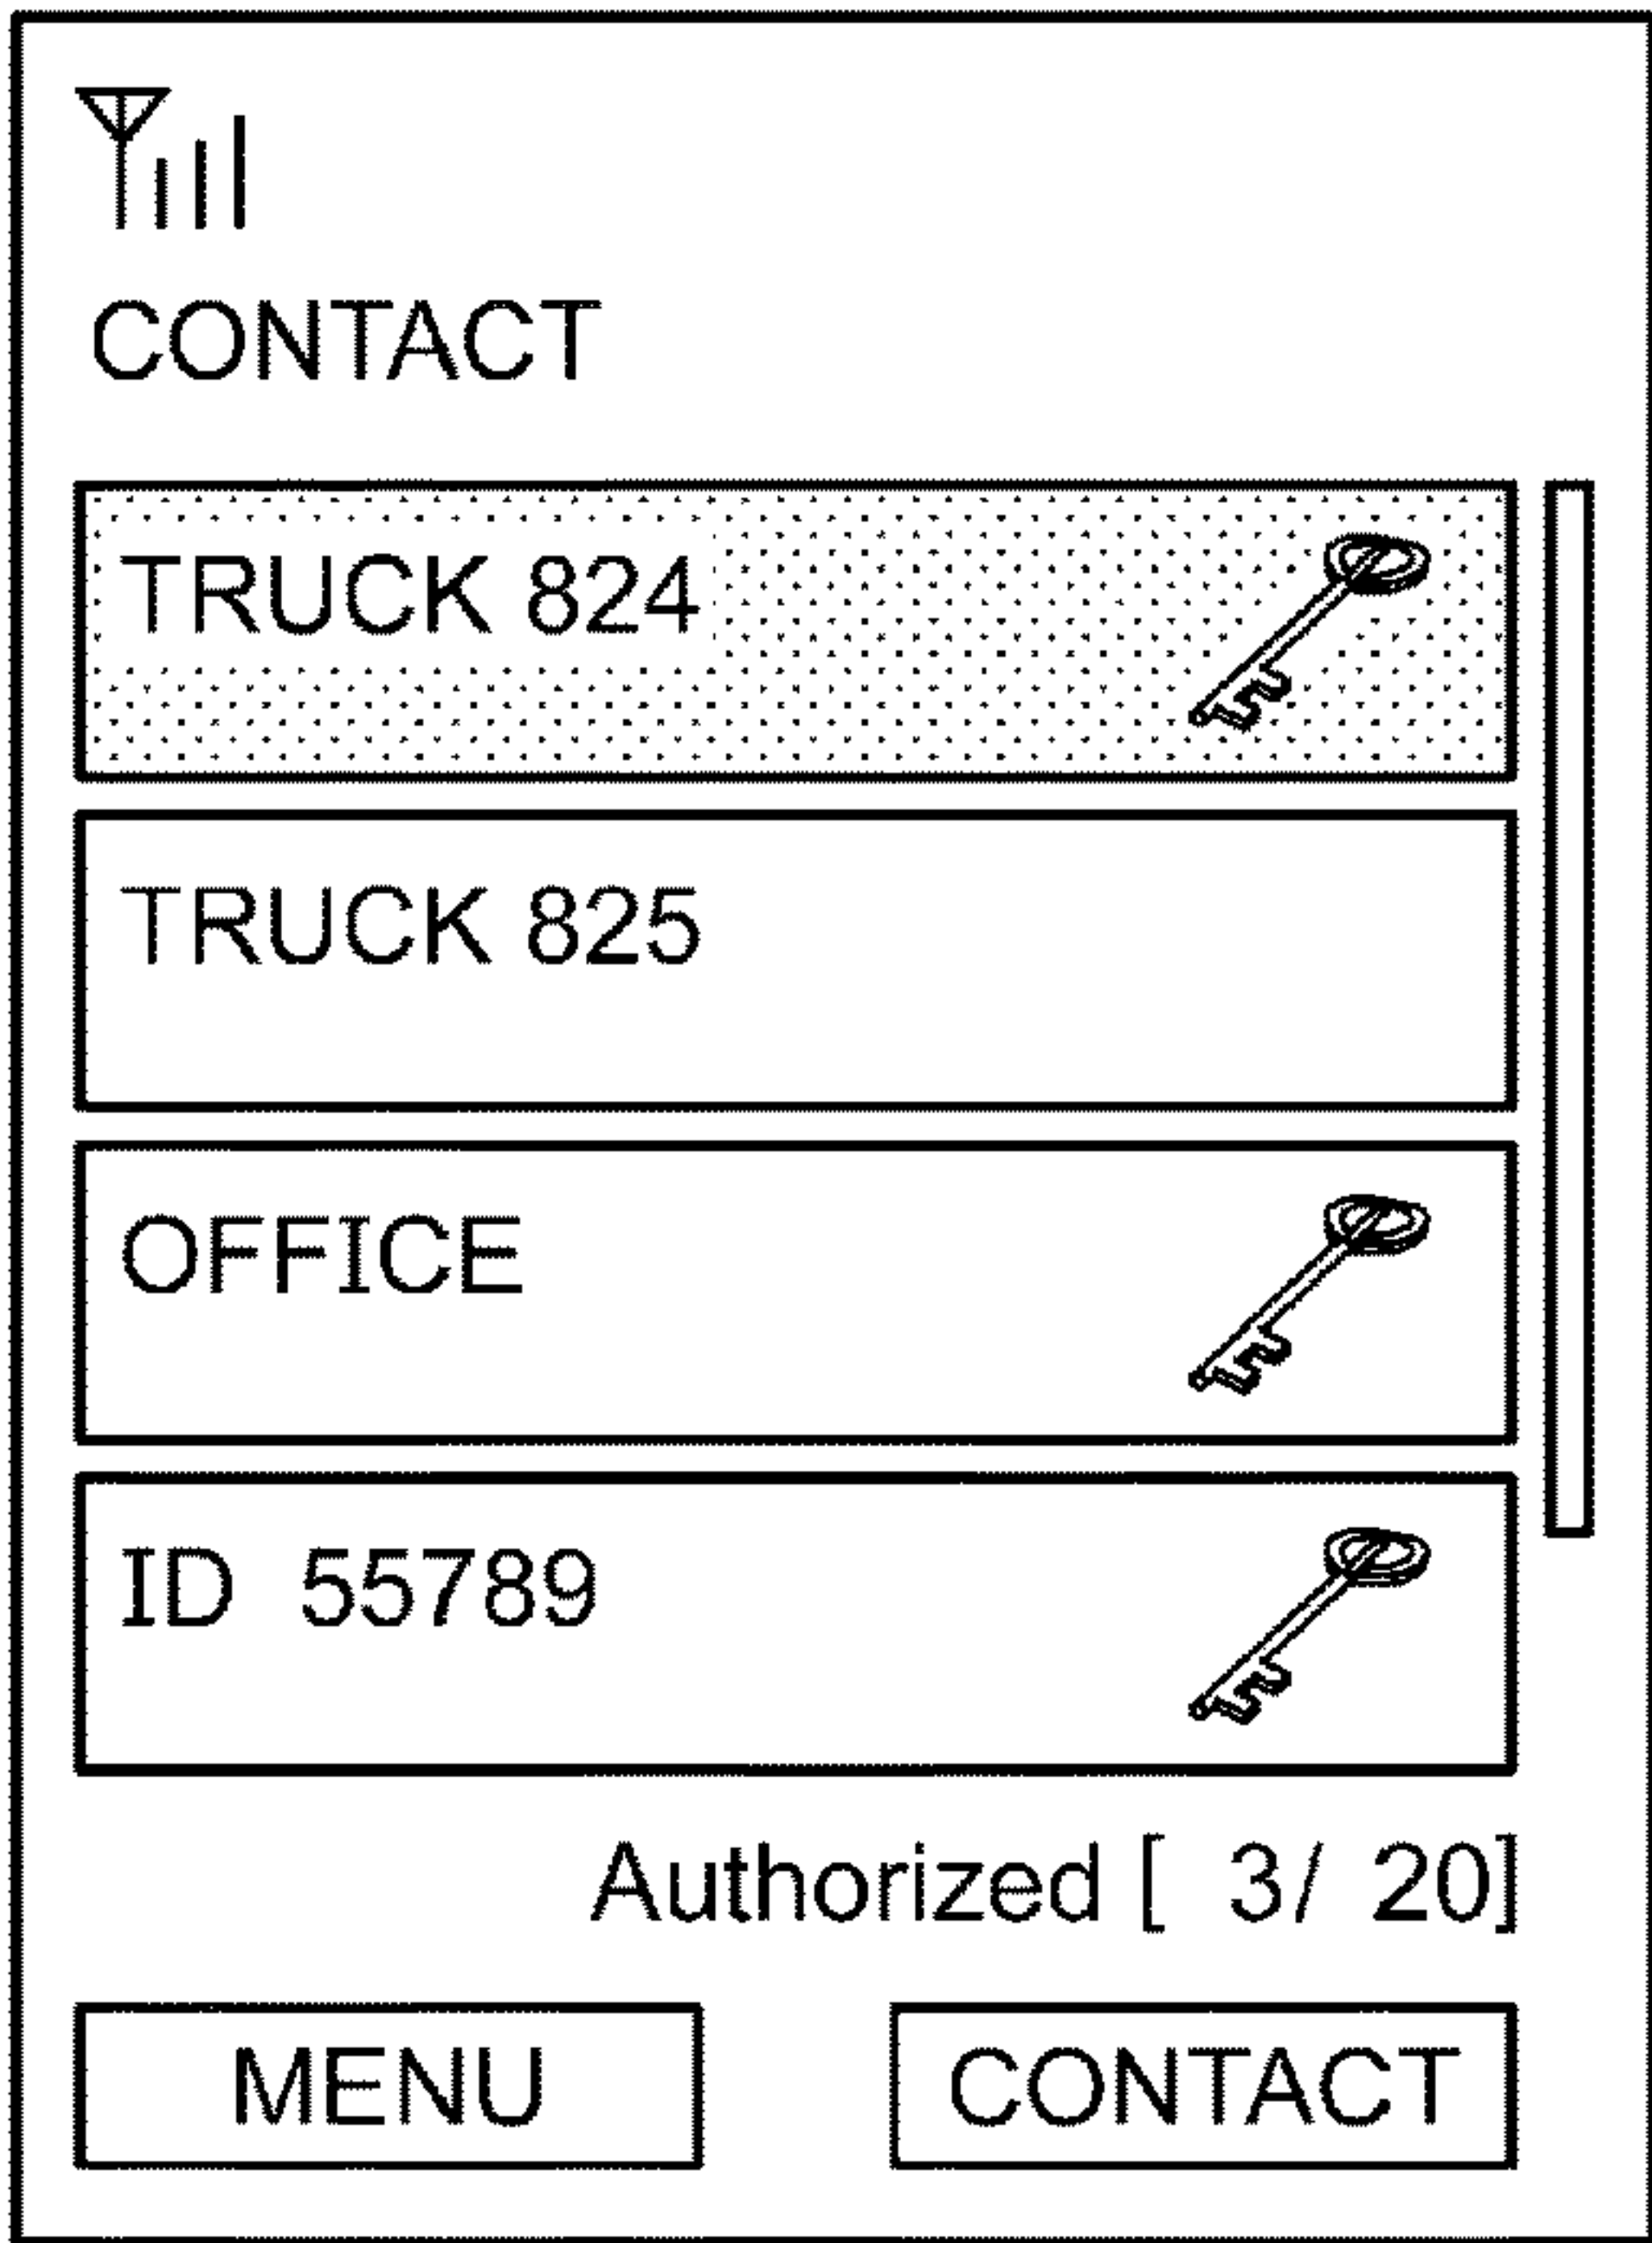 CONTACT
TRUCK 824
TRUCK 825
OFFICE
ID 55789
Authorized [ 3/ 20]
MENU
CONTACT